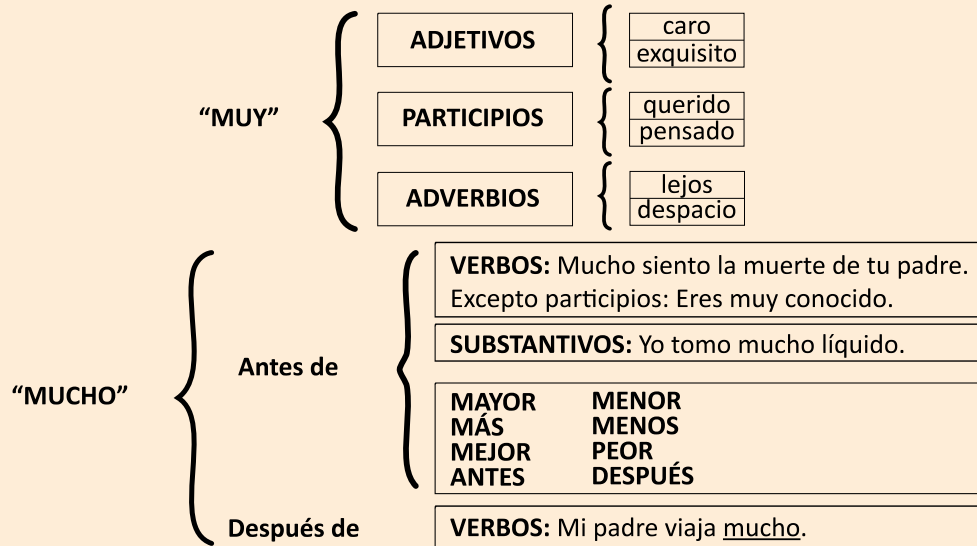 “MUY”
ADJETIVOS
caro
exquisito
PARTICIPIOS
querido
pensado
ADVERBIOS
lejos
despacio
“MUCHO”
Antes de
VERBOS: Mucho siento la muerte de tu padre.
Excepto participios: Eres muy conocido.
SUBSTANTIVOS: Yo tomo mucho líquido.
MAYOR MENOR
MÁS MENOS
MEJOR PEOR
ANTES DESPUÉS
Después de
VERBOS: Mi padre viaja mucho.